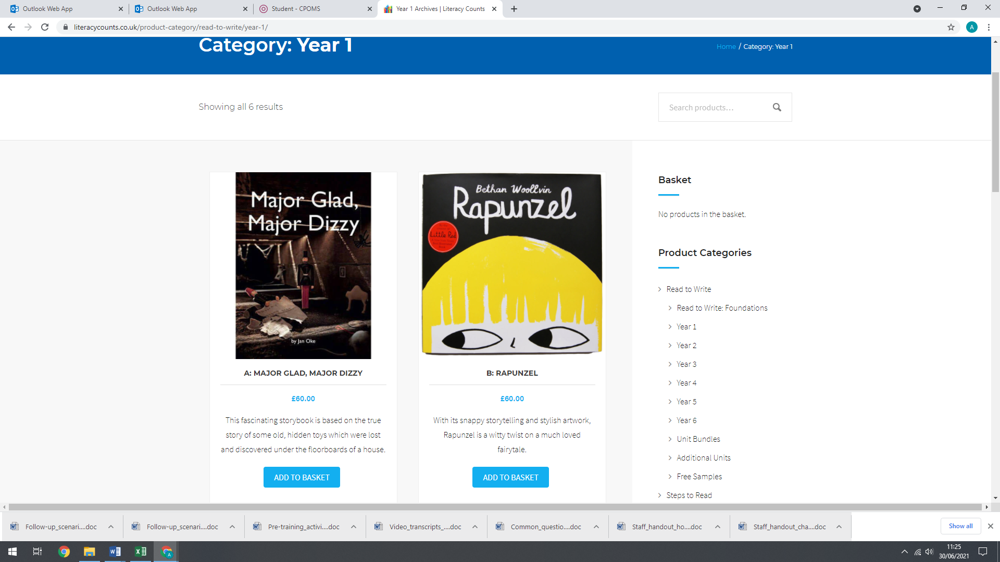 Outlook Web App
Outlook Web App
Student - CPOMS
Year 1 Archives | Literacy Counts
literacycounts.co.uk/product-category/read-to-write/year-1/
A
Category: Year 1
Home / Category: Year 1
Showing all 6 results
Search products...
Major Glad,
Major Dizzy
by Jan Oke
A: MAJOR GLAD, MAJOR DIZZY
£60.00
This fascinating storybook is based on the true
story of some old, hidden toys which were lost
and discovered under the floorboards of a house.
ADD TO BASKET
Bethan Woollvin
Rapunzel
Little Red
B: RAPUNZEL
£60.00
With its snappy storytelling and stylish artwork,
Rapunzel is a witty twist on a much loved
fairytale.
ADD TO BASKET
Basket
No products in the basket.
Product Categories
Read to Write
Read to Write: Foundations
Year 1
Year 2
Year 3
Year 4
Year 5
Year 6
Unit Bundles
Additional Units
Free Samples
Steps to Read
Follow-up_scenari....doc
Follow-up_scenari....doc
Pre-training_activi....doc
Video_transcripts_....doc
Common_questio....doc
Staff_handout_ho....doc
Staff_handout_cha....doc
Show all
11:25
30/06/2021